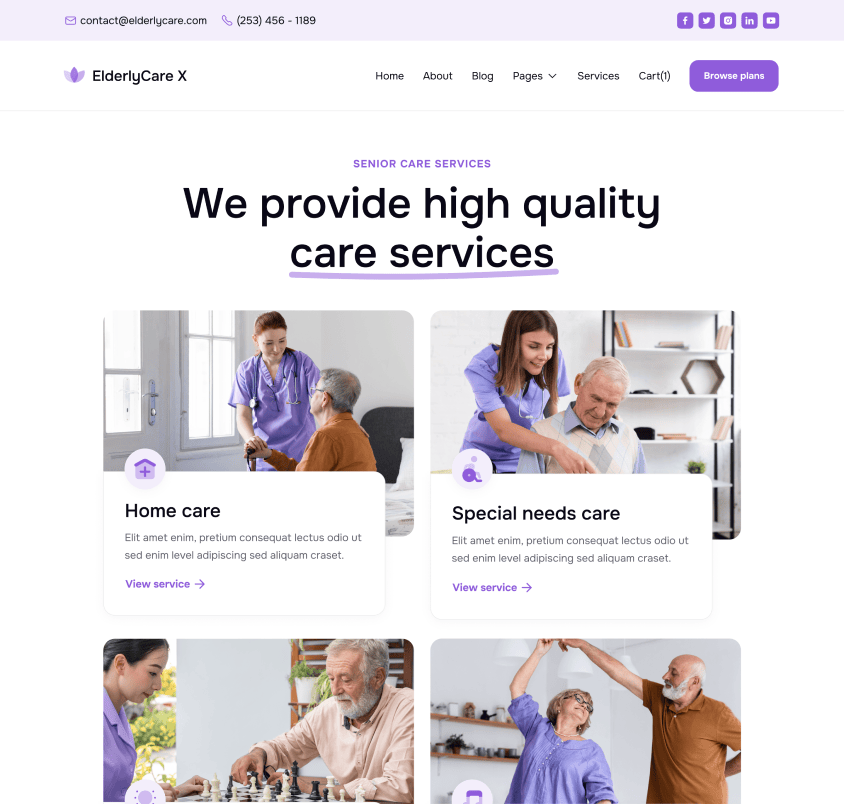 contact@elderlycare.com (253) 456 - 1189
ElderlyCare X
Home About Blog Pages Services Cart(1) Browse plans
SENIOR CARE SERVICES
We provide high quality
care services
Home care
Elit amet enim, pretium consequat lectus odio ut
sed enim level adipiscing sed aliquam craset.
View service
Special needs care
Elit amet enim, pretium consequat lectus odio ut
sed enim level adipiscing sed aliquam craset.
View service